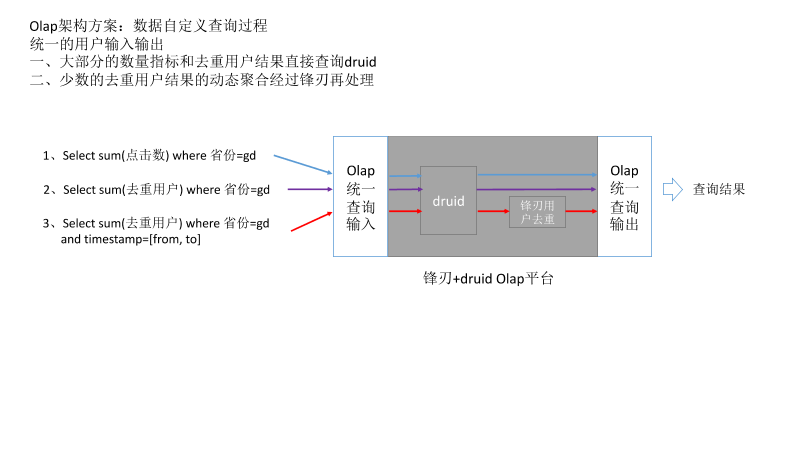 Olap架构方案：数据自定义查询过程
统一的用户输入输出
一、大部分的数量指标和去重用户结果直接查询druid
二、少数的去重用户结果的动态聚合经过锋刃再处理
1、Select sum(点击数) where 省份=gd
2、Select sum(去重用户) where 省份=gd
3、Select sum(去重用户) where 省份=gd
and timestamp=[from, to]
Olap
统一
查询
输入
druid
锋刃用
户去重
Olap
统一
查询
输出
查询结果
锋刃+druid Olap平台